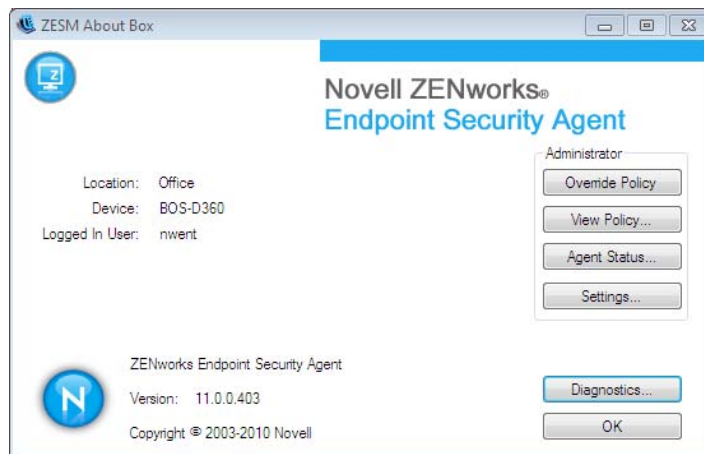 ZESM About Box
Z
Novell ZENworks®
Endpoint Security Agent
Administrator
Location: Office
Override Policy
Device: BOS-D360
View Policy...
Logged In User: nwent
Agent Status...
Settings...
ZENworks Endpoint Security Agent
N
Version: 11.0.0.403
Diagnostics...
Copyright © 2003-2010 Novell
OK